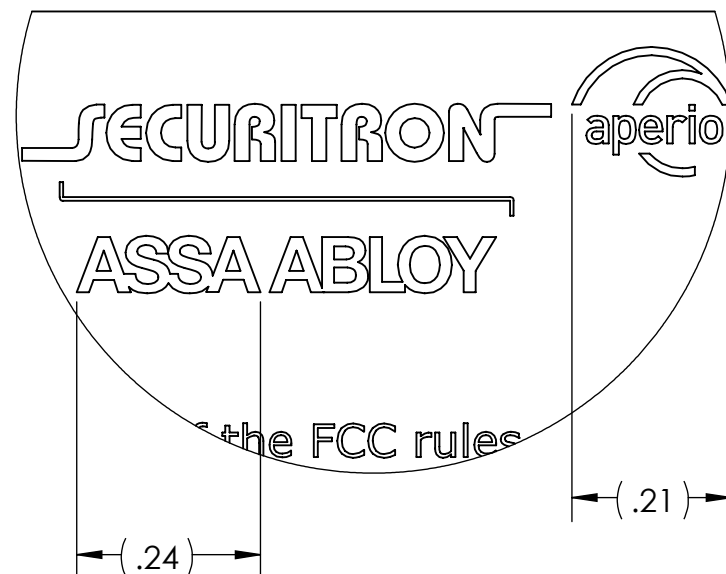 SECURITRON
aperio
ASSA ABLOY
the FCC rules
(.21)
(.24)